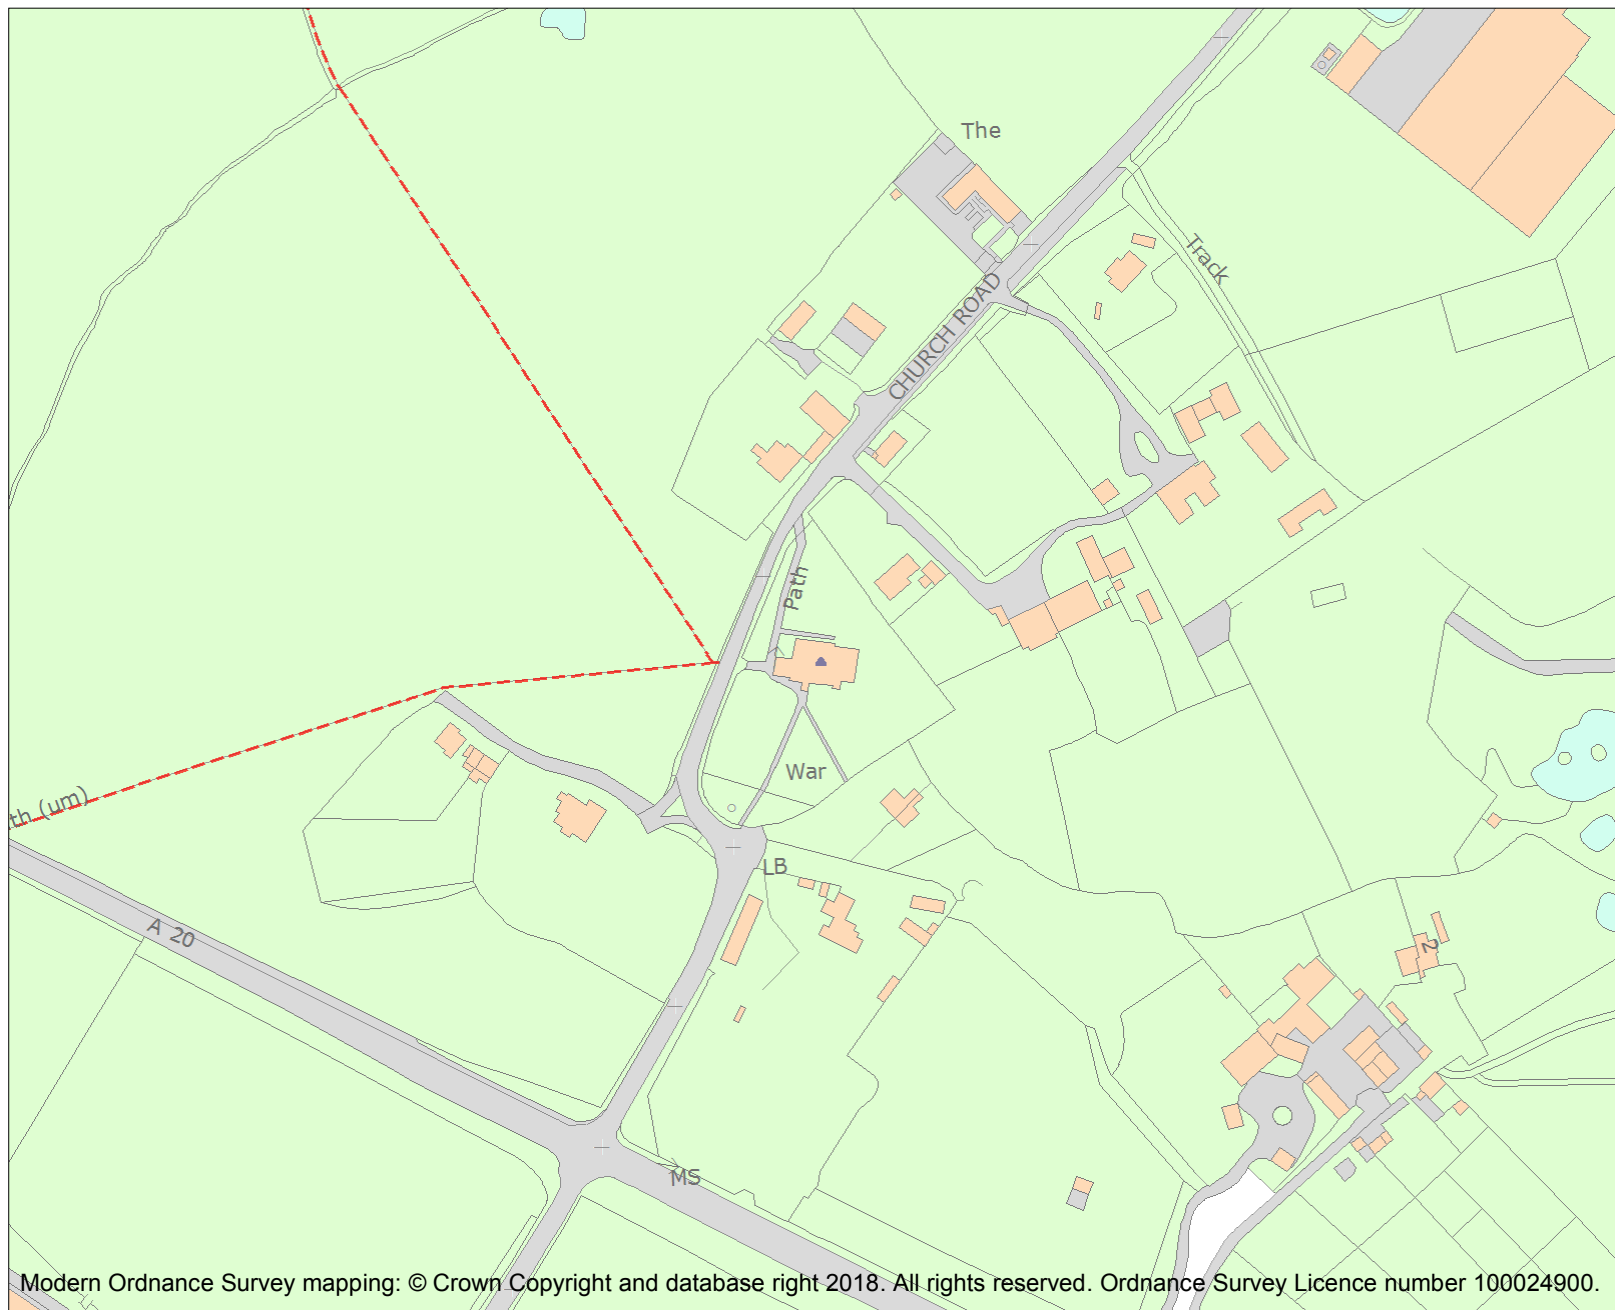 The
Track
CHURCH ROAD
Path
War
th (um)
LB
A 20
2
MS
Modern Ordnance Survey mapping: © Crown Copyright and database right 2018. All rights reserved. Ordnance Survey Licence number 100024900.